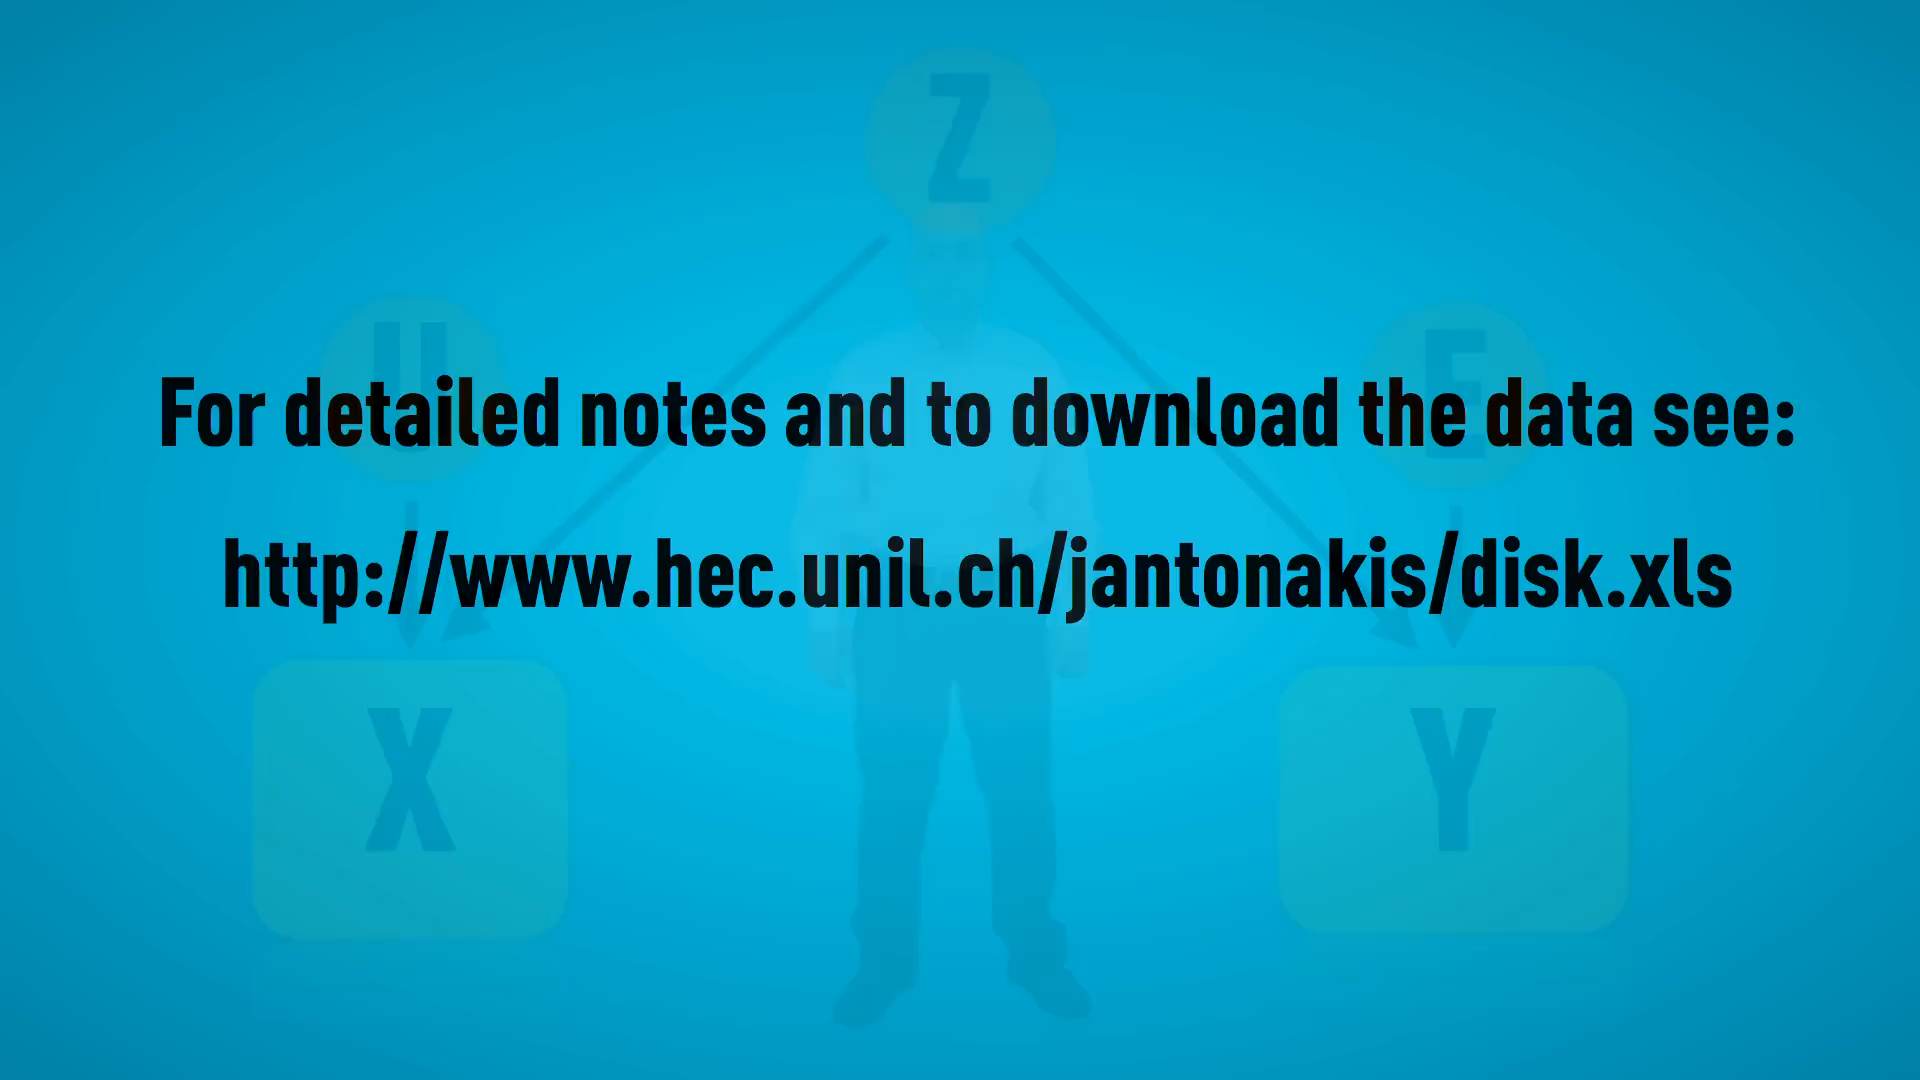 Z
U
E
For detailed notes and to download the data see:
http://www.hec.unil.ch/jantonakis/disk.xls
X
Y